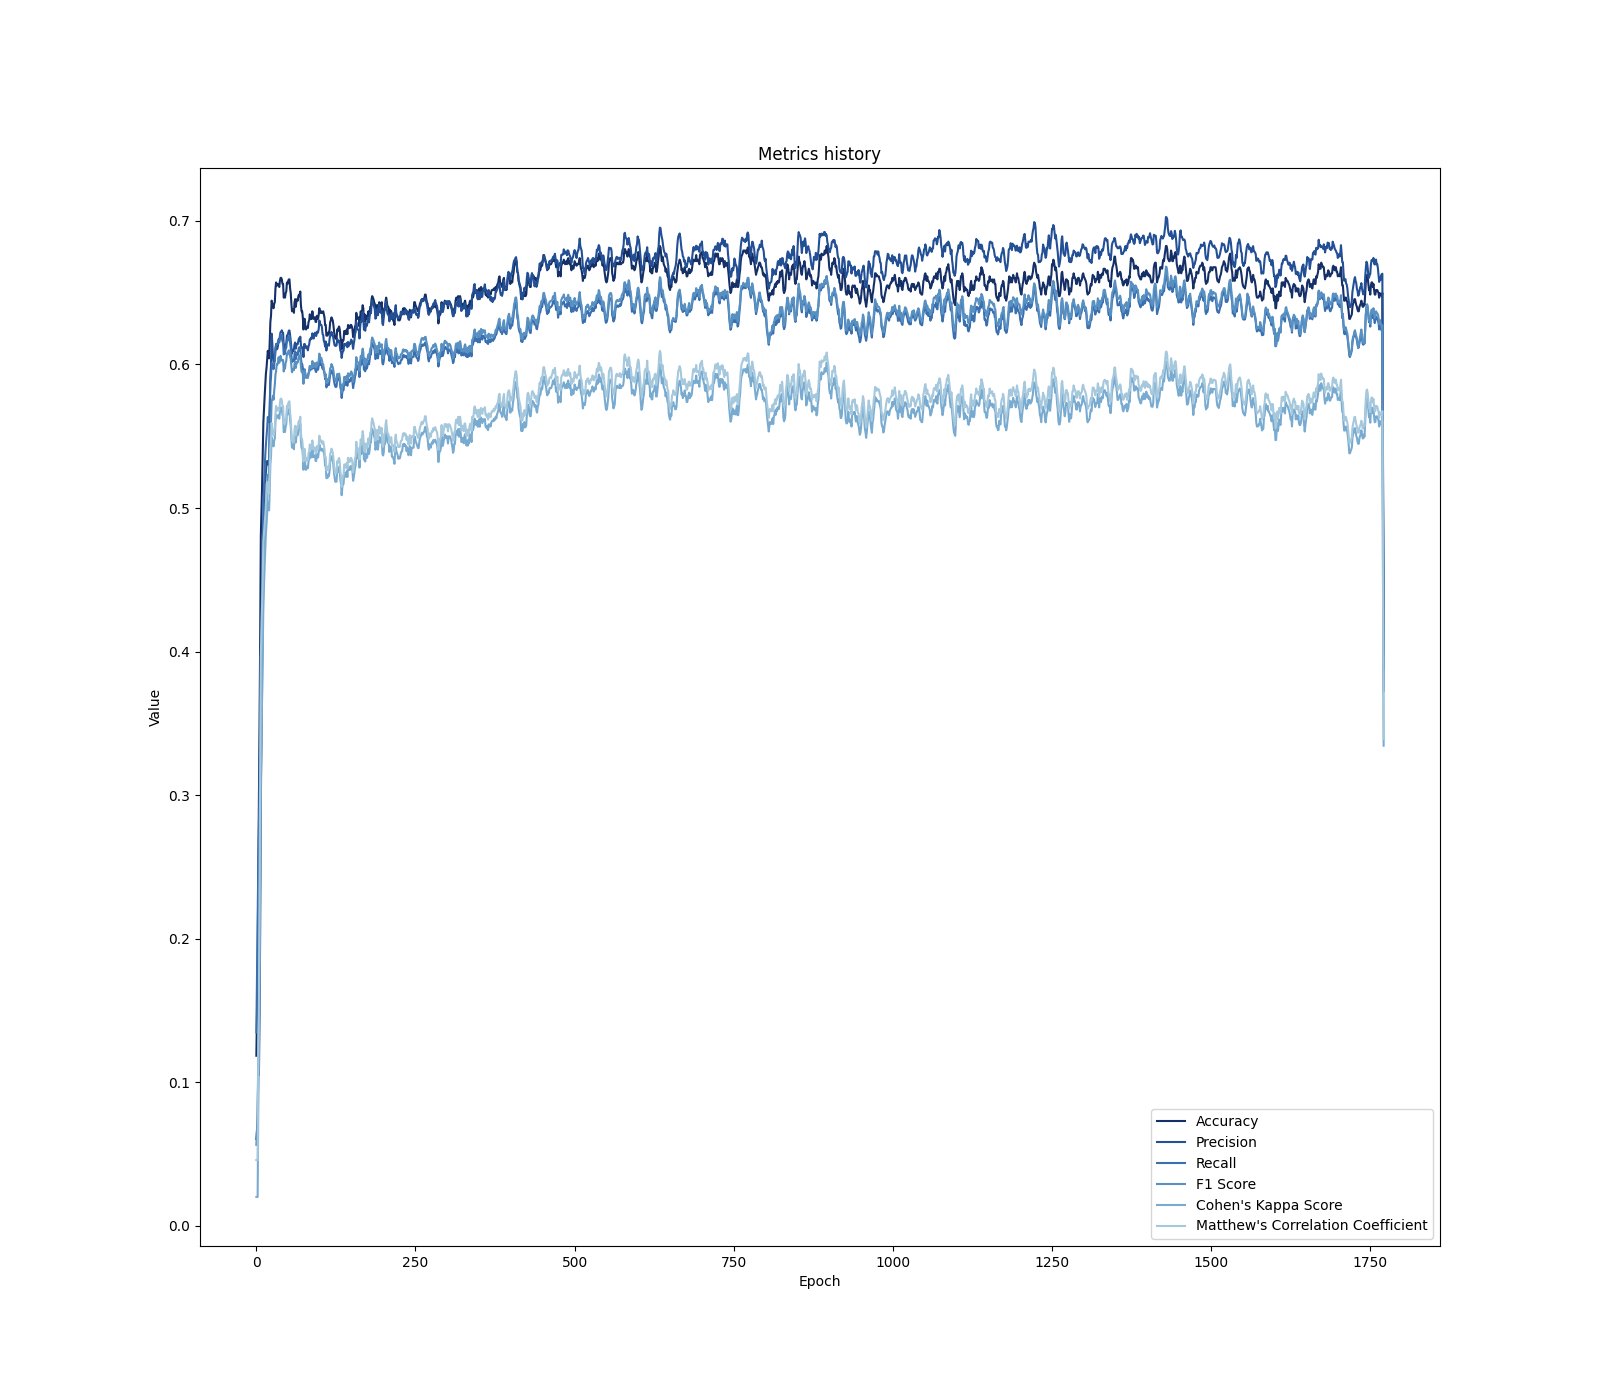 Metrics history
0.7
0.6
0.5
0.4
0.3
0.2
0.1
0.0
Value
0 250 500 750 1000 1250 1500 1750
Epoch
Accuracy
Precision
Recall
F1 Score
Cohen's Kappa Score
Matthew's Correlation Coefficient